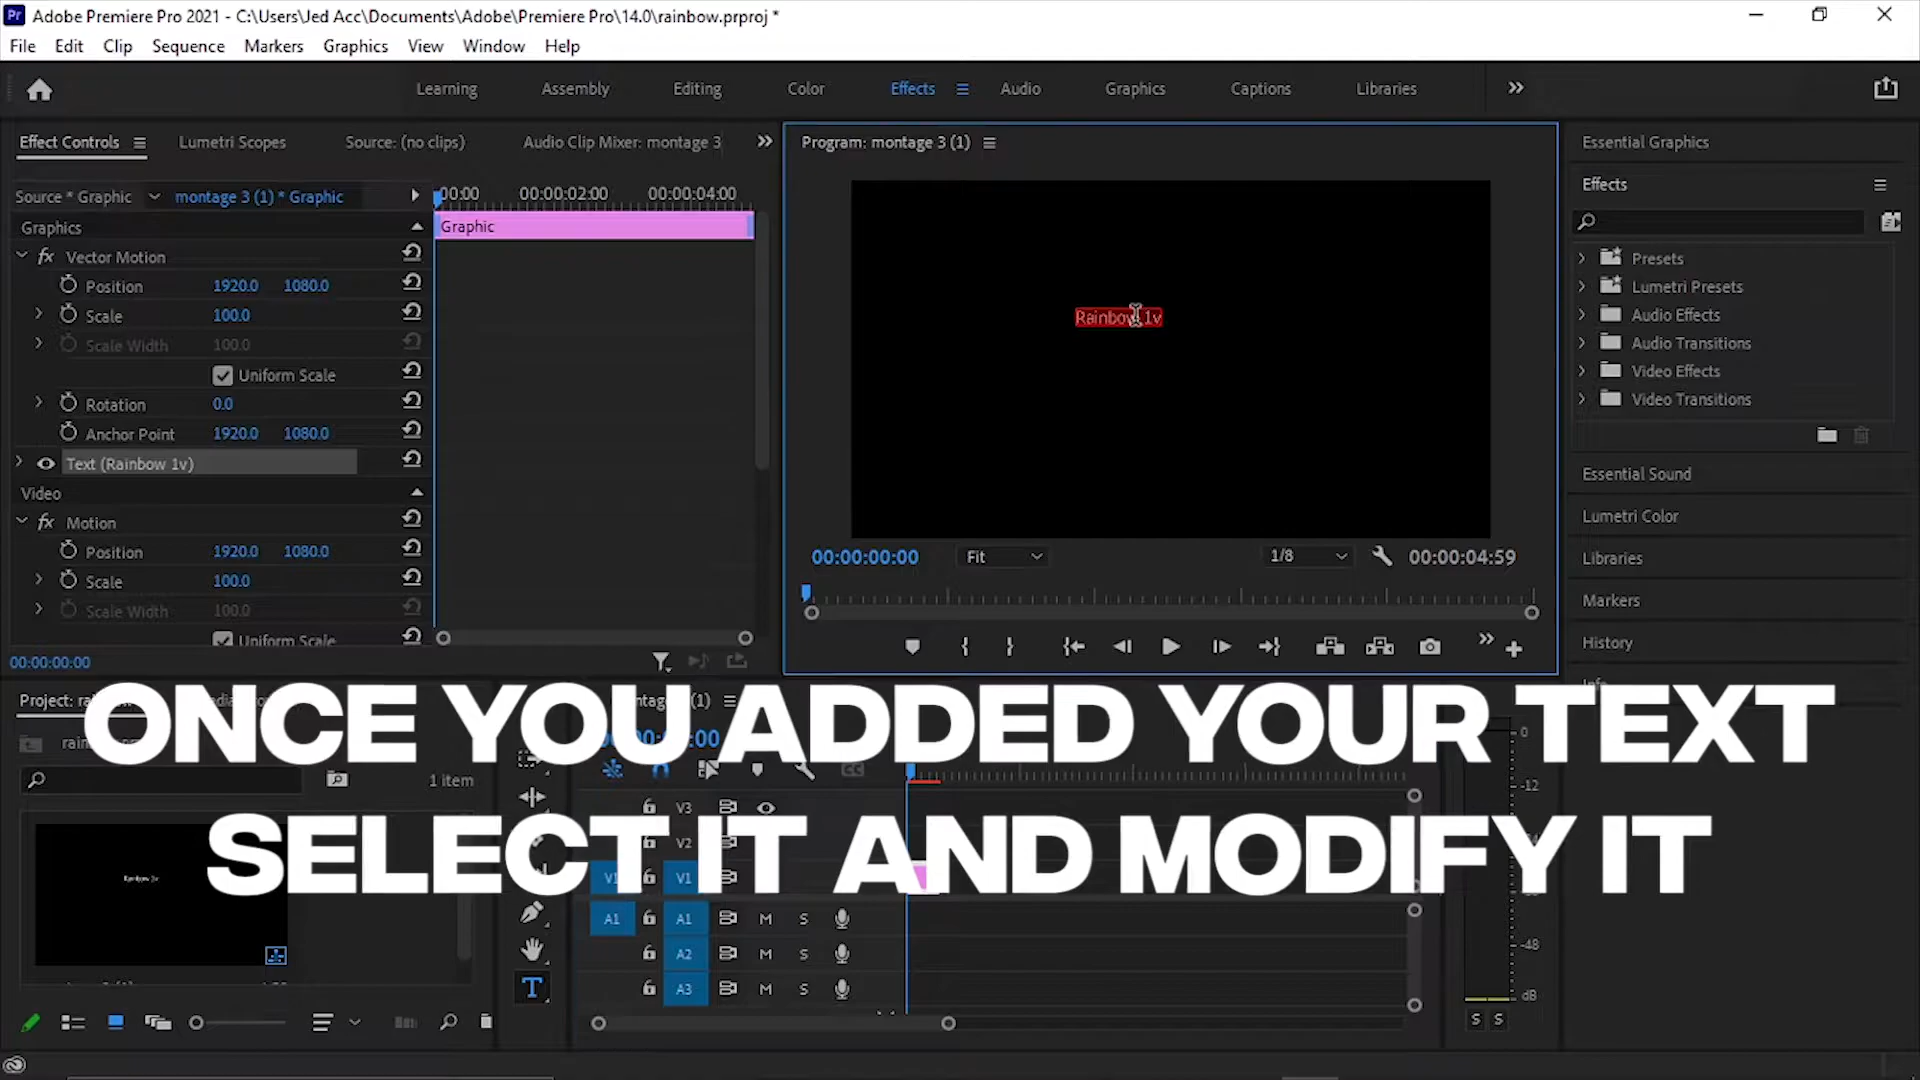 Adobe Premiere Pro 2021 - C:\Users\Jed Acc\Documents\Adobe\Premiere Pro\14.0\rainbow.prproj *
File Edit Clip Sequence Markers Graphics View Window Help
Learning Assembly Editing Color Effects Audio Graphics Captions Libraries
Effect Controls Lumetri Scopes Source: (no clips) Audio Clip Mixer: montage 3
Program: montage 3 (1)
Essential Graphics
Effects
Source * Graphic montage 3 (1) * Graphic
00:00 00:00:02:00 00:00:04:00
Graphics
Graphic
Vector Motion
Position 1920.0 1080.0
Scale 100.0
Scale Width 100.0
Uniform Scale
Rotation 0.0
Anchor Point 1920.0 1080.0
Text (Rainbow 1v)
Video
Motion
Position 1920.0 1080.0
Scale 100.0
Scale Width 100.0
Uniform Scale
00:00:00:00
Rainbow 1v
00:00:00:00 Fit 1/8 00:00:04:59
Presets
Lumetri Presets
Audio Effects
Audio Transitions
Video Effects
Video Transitions
Essential Sound
Lumetri Color
Libraries
Markers
History
Project:
1 item
ONCE YOU ADDED YOUR TEXT
SELECT IT AND MODIFY IT
V3
V2
V1 V1
A1 A1 M S
A2 M S
A3 M S
0
-12
-48
dB
S S